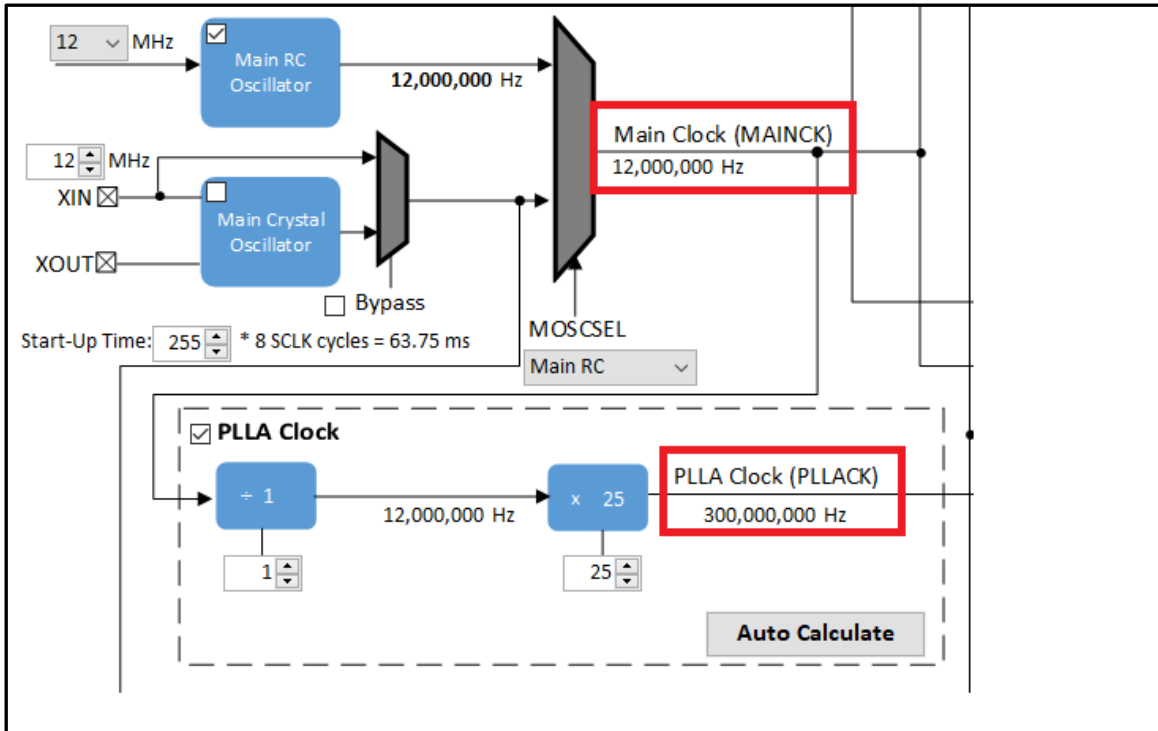 12 MHz
Main RC
Oscillator
12,000,000 Hz
Main Clock (MAINCK)
12,000,000 Hz
12 MHz
XIN
Main Crystal
Oscillator
XOUT
Bypass
Start-Up Time: 255 * 8 SCLK cycles = 63.75 ms
MOSCSEL
Main RC
PLLA Clock
÷ 1
12,000,000 Hz
x 25
PLLA Clock (PLLACK)
300,000,000 Hz
1
25
Auto Calculate